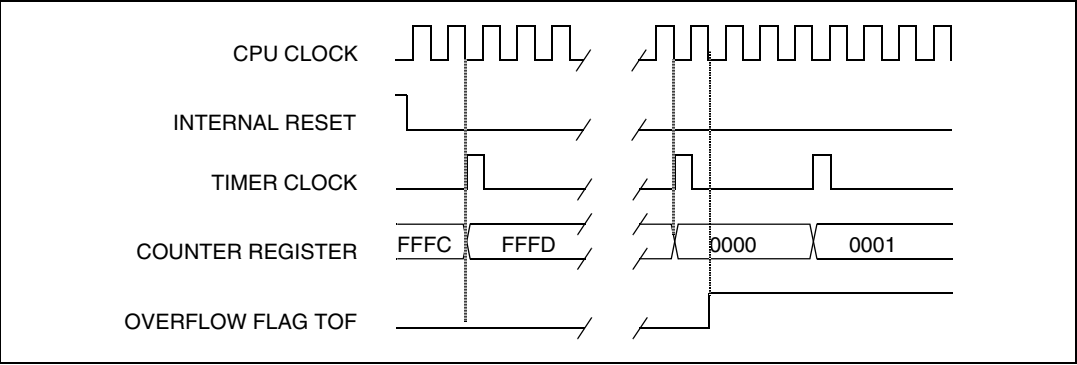 CPU CLOCK
INTERNAL RESET
TIMER CLOCK
COUNTER REGISTER FFFC FFFD 0000 0001
OVERFLOW FLAG TOF